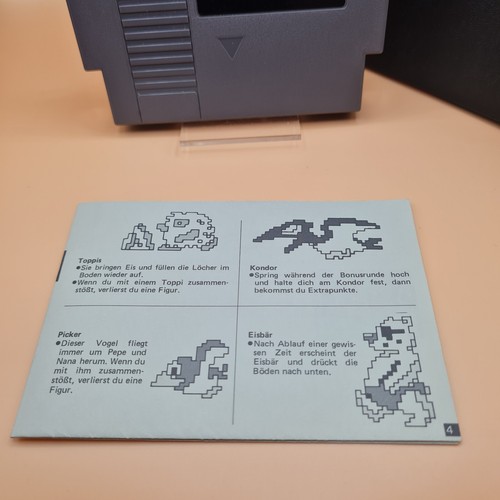 Toppis
●Sie bringen Eis und füllen die Löcher im
Boden wieder auf.
●Wenn du mit einem Toppi zusammen-
stößt, verlierst du eine Figur.
Kondor
●Spring während der Bonusrunde hoch
und halte dich am Kondor fest, dann
bekommst du Extrapunkte.
Picker
●Dieser Vogel fliegt
immer um Pepe und
Nana herum. Wenn du
mit ihm zusammen-
stößt, verlierst du eine
Figur.
Eisbär
●Nach Ablauf einer gewis-
sen Zeit erscheint der
Eisbär und drückt die
Böden nach unten.
4